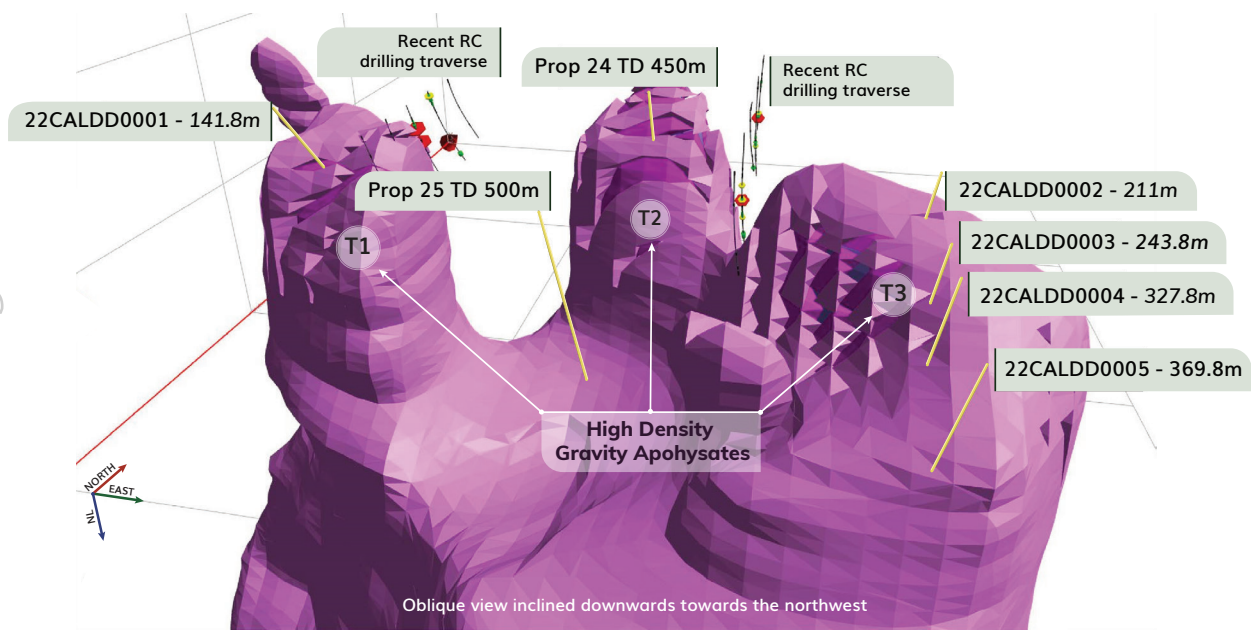 Recent RC
drilling traverse
Prop 24 TD 450m
Recent RC
drilling traverse
22CALDD0001 - 141.8m
Prop 25 TD 500m
22CALDD0002 - 211m
T1
T2
22CALDD0003 - 243.8m
T3
22CALDD0004 - 327.8m
22CALDD0005 - 369.8m
High Density
Gravity Apohysates
NORTH
EAST
Oblique view inclined downwards towards the northwest